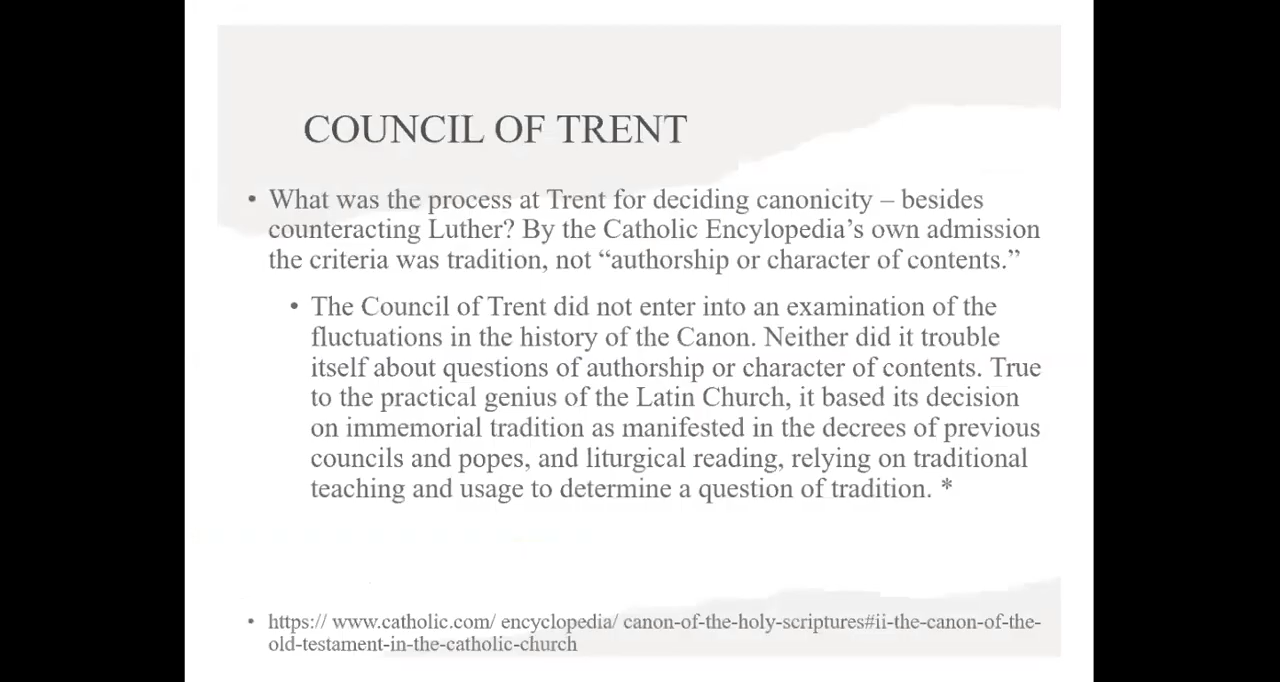 COUNCIL OF TRENT
• What was the process at Trent for deciding canonicity – besides
counteracting Luther? By the Catholic Encylopedia’s own admission
the criteria was tradition, not “authorship or character of contents.”
• The Council of Trent did not enter into an examination of the
fluctuations in the history of the Canon. Neither did it trouble
itself about questions of authorship or character of contents. True
to the practical genius of the Latin Church, it based its decision
on immemorial tradition as manifested in the decrees of previous
councils and popes, and liturgical reading, relying on traditional
teaching and usage to determine a question of tradition. *
• https:// www.catholic.com/ encyclopedia/ canon-of-the-holy-scriptures#ii-the-canon-of-the-
old-testament-in-the-catholic-church